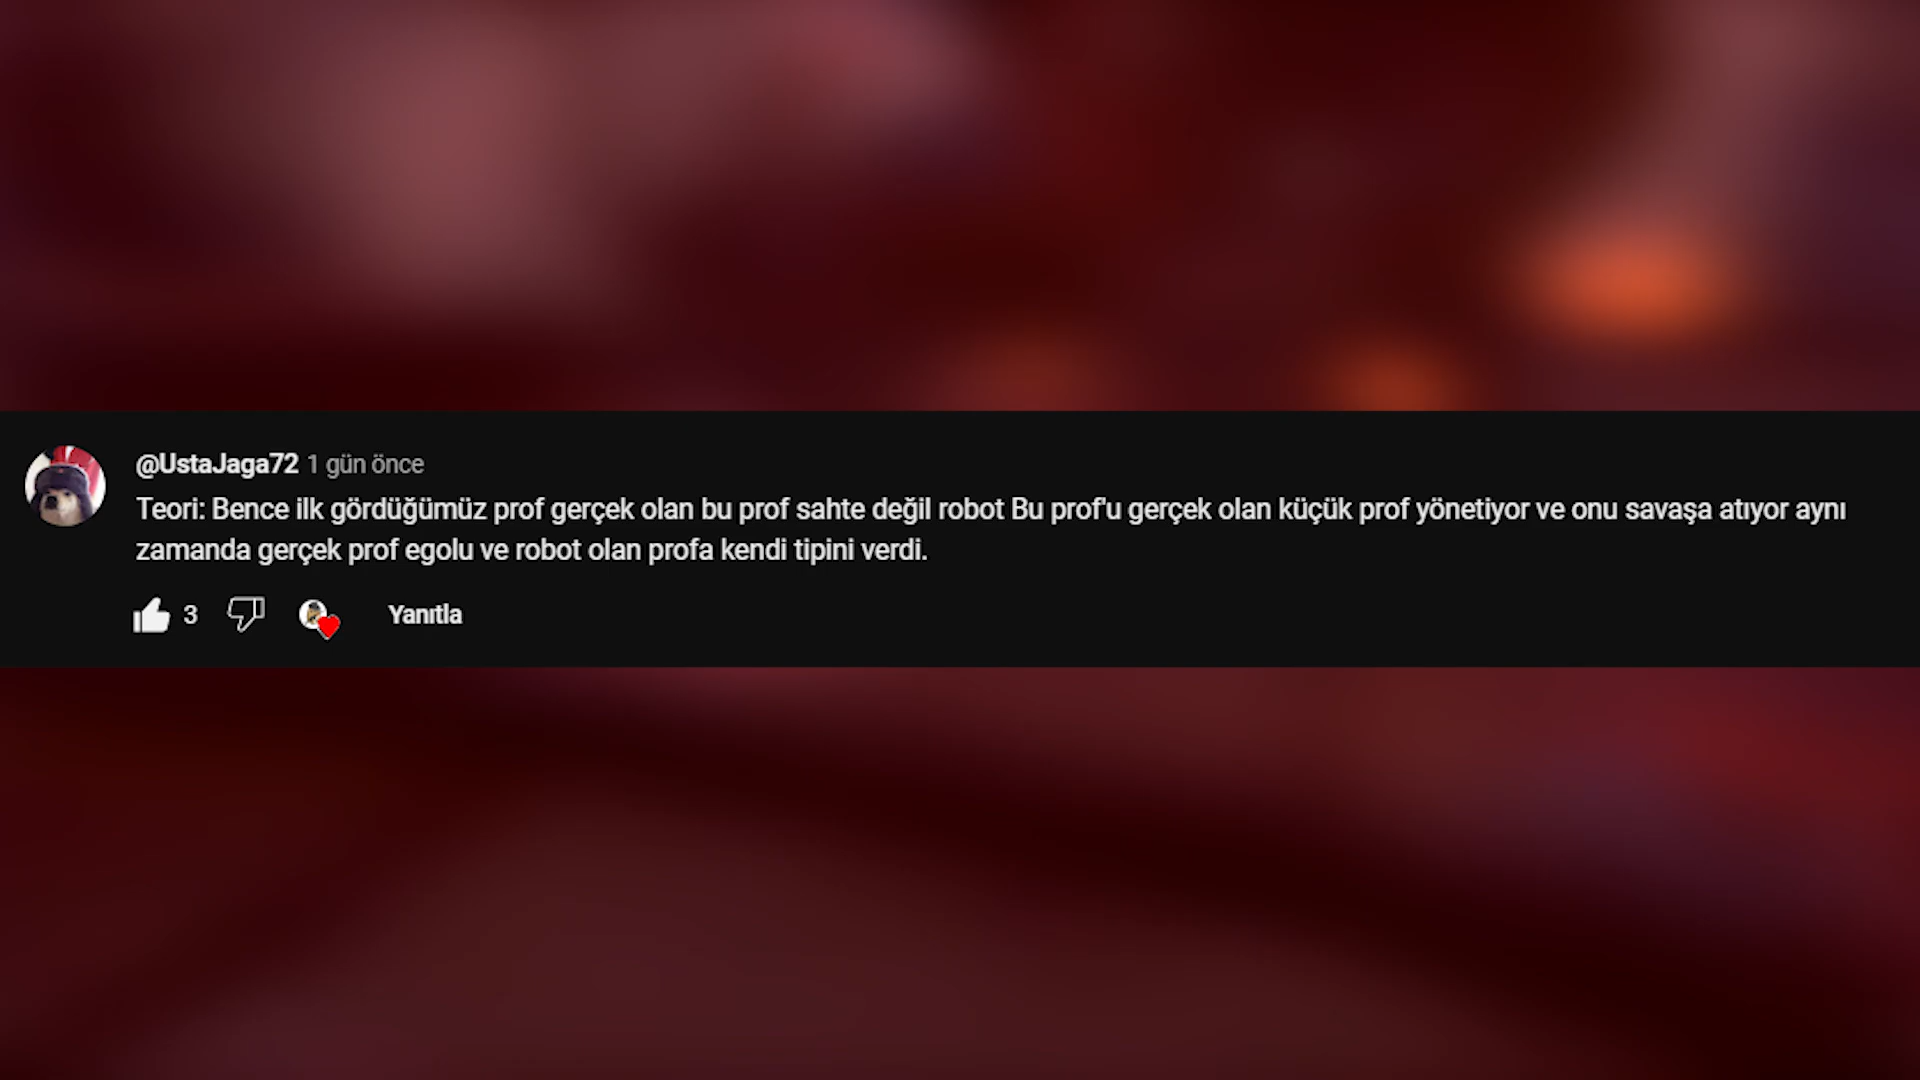 @UstaJaga72 1 gün önce
Teori: Bence ilk gördüğümüz prof gerçek olan bu prof sahte değil robot Bu prof'u gerçek olan küçük prof yönetiyor ve onu savaşa atıyor aynı
zamanda gerçek prof egolu ve robot olan profa kendi tipini verdi.
3 Yanıtla